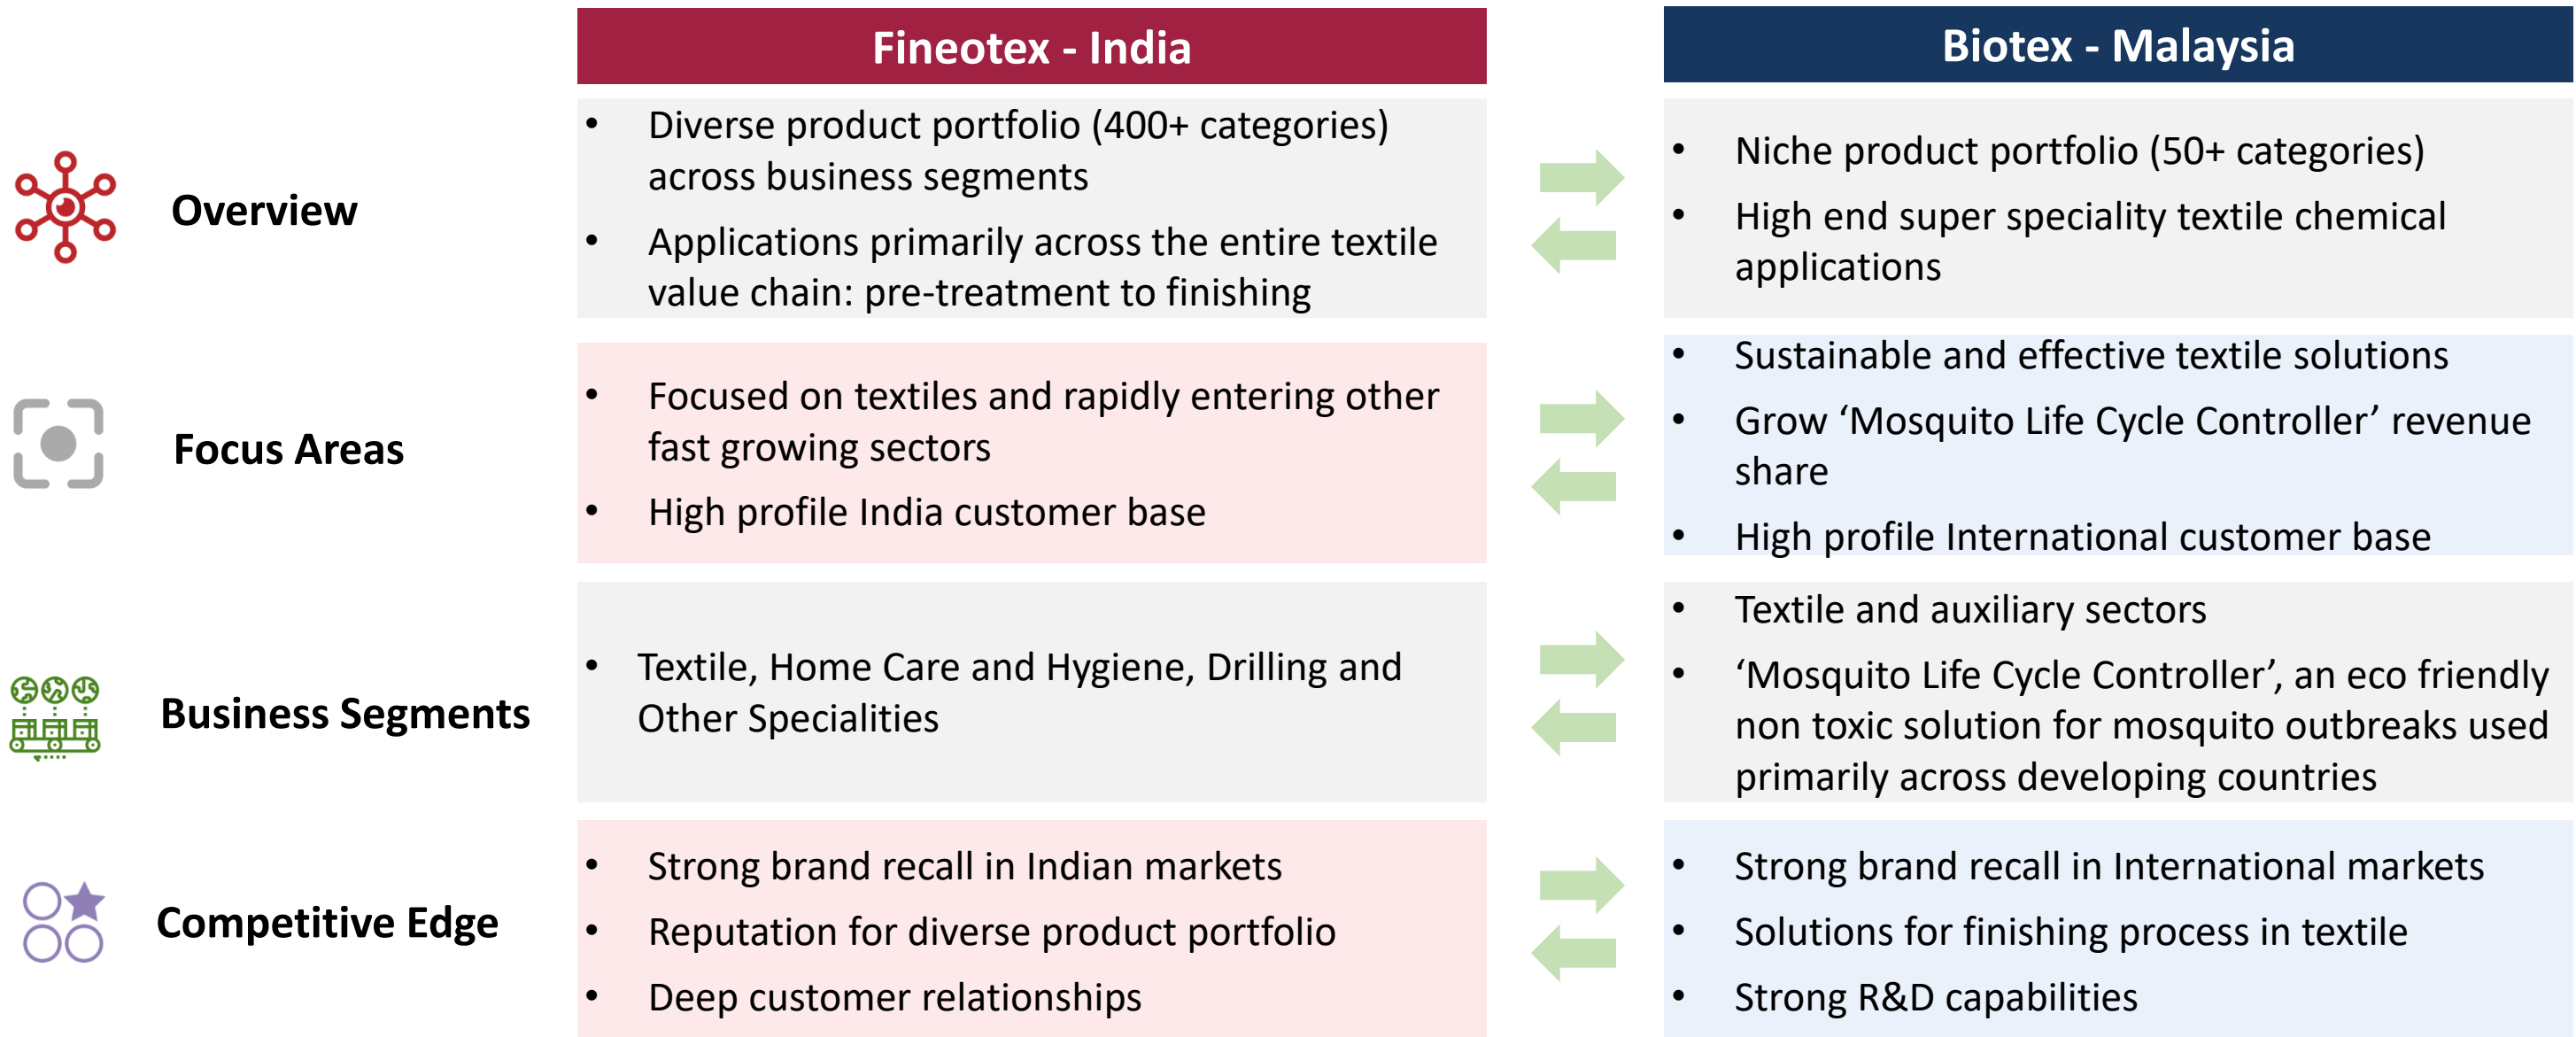 Fineotex - India
Biotex - Malaysia
Overview
• Diverse product portfolio (400+ categories)
across business segments
• Applications primarily across the entire textile
value chain: pre-treatment to finishing
• Niche product portfolio (50+ categories)
• High end super speciality textile chemical
applications
Focus Areas
• Focused on textiles and rapidly entering other
fast growing sectors
• High profile India customer base
• Sustainable and effective textile solutions
• Grow ‘Mosquito Life Cycle Controller’ revenue
share
• High profile International customer base
Business Segments
• Textile, Home Care and Hygiene, Drilling and
Other Specialities
• Textile and auxiliary sectors
• ‘Mosquito Life Cycle Controller’, an eco friendly
non toxic solution for mosquito outbreaks used
primarily across developing countries
Competitive Edge
• Strong brand recall in Indian markets
• Reputation for diverse product portfolio
• Deep customer relationships
• Strong brand recall in International markets
• Solutions for finishing process in textile
• Strong R&D capabilities